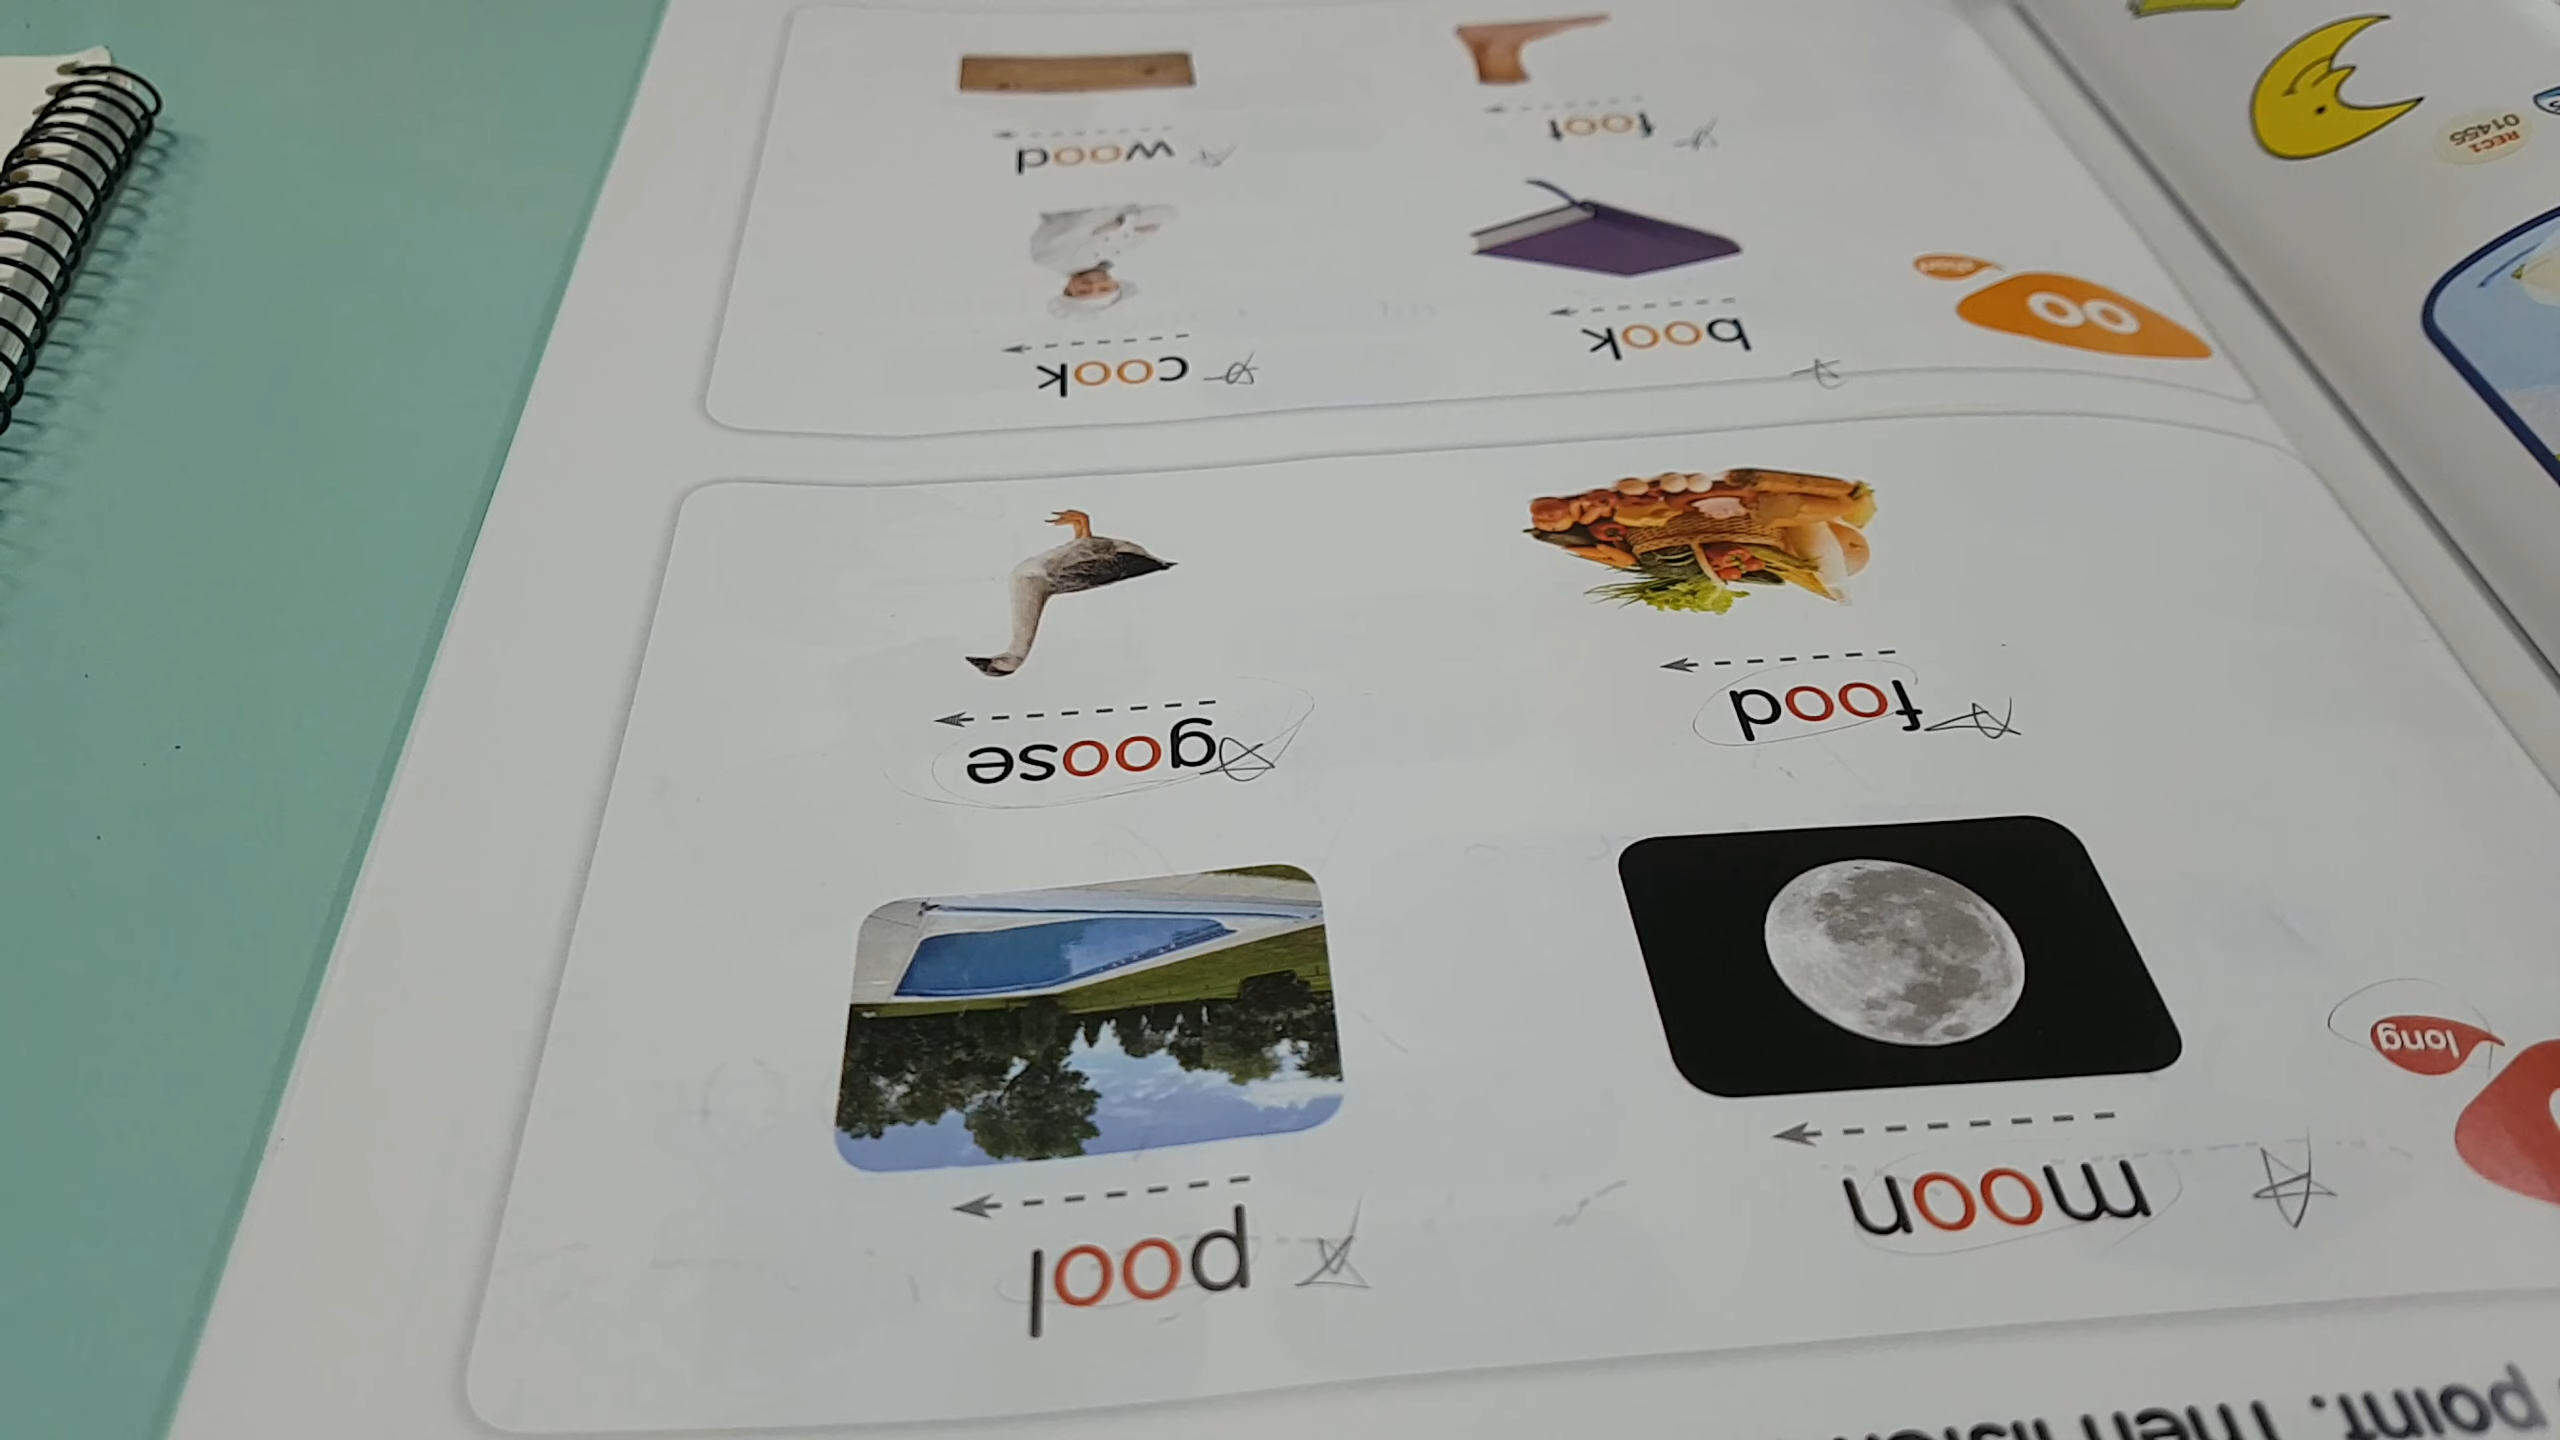 point. Then listen
long
moon
pool
food
goose
oo
short
book
cook
foot
wood
REC1
01455